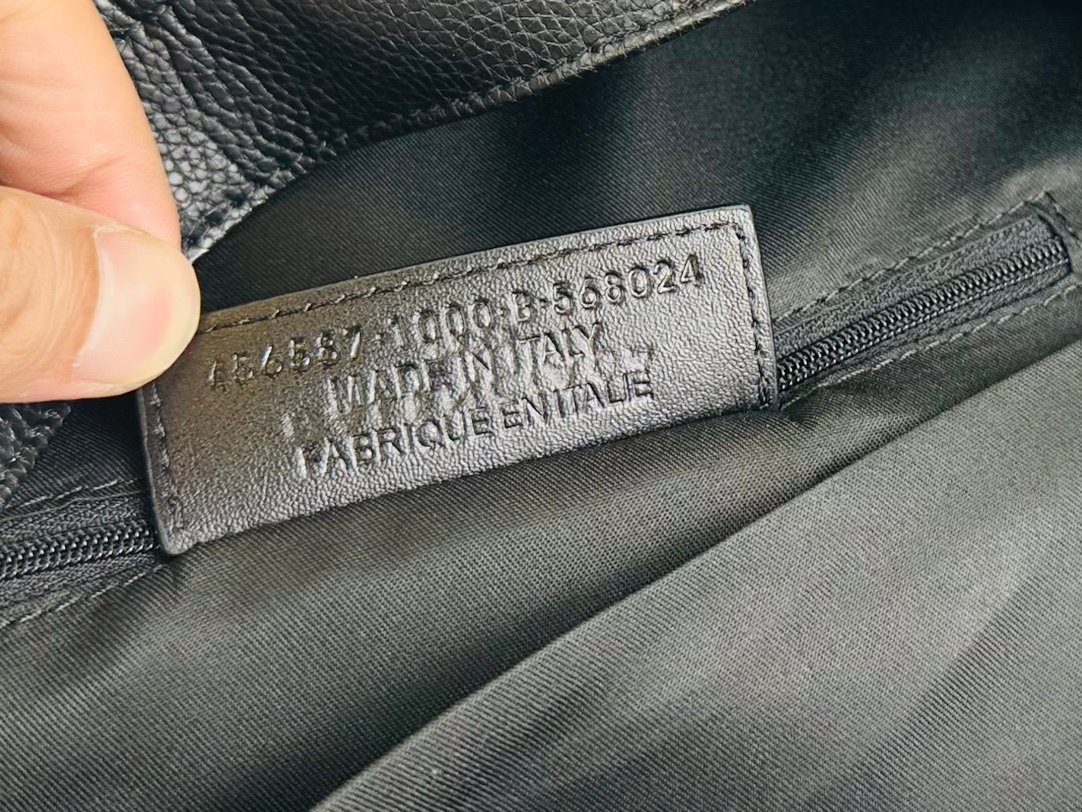 456587·1000·B·568024
MADE IN ITALY
FABRIQUE EN ITALIE